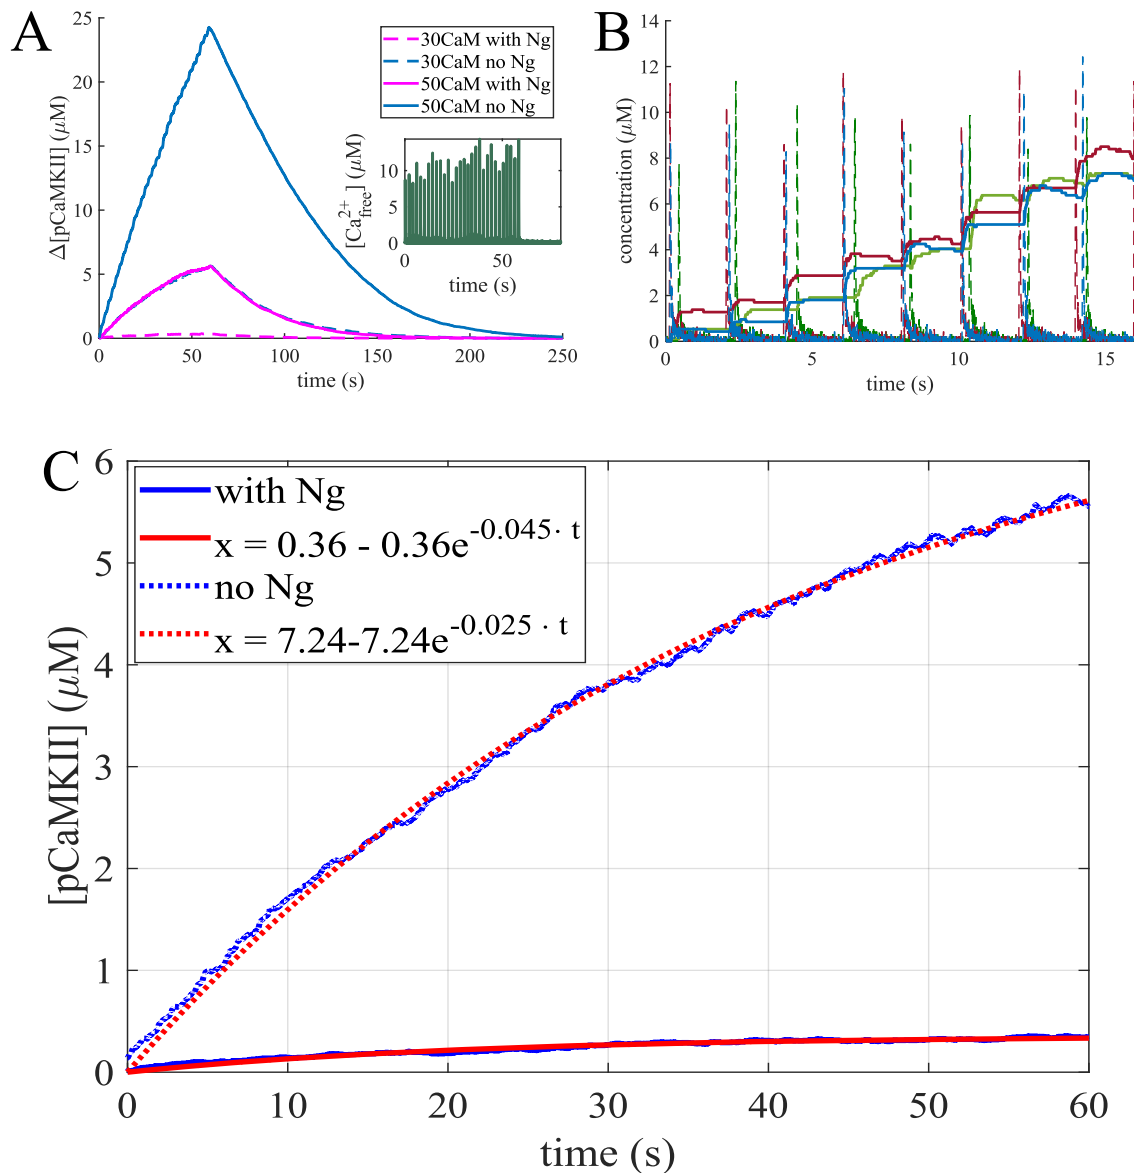 A
25
20
15
10
5
0
0
50
100
150
200
250
Δ[pCaMKII] (μM)
time (s)
30CaM with Ng
30CaM no Ng
50CaM with Ng
50CaM no Ng
[Ca2+free] (μM)
10
5
0
0
50
time (s)
B
14
12
10
8
6
4
2
0
0
5
10
15
concentration (μM)
time (s)
C
6
5
4
3
2
1
0
0
10
20
30
40
50
60
[pCaMKII] (μM)
time (s)
with Ng
x = 0.36 - 0.36e-0.045· t
no Ng
x = 7.24-7.24e-0.025 · t